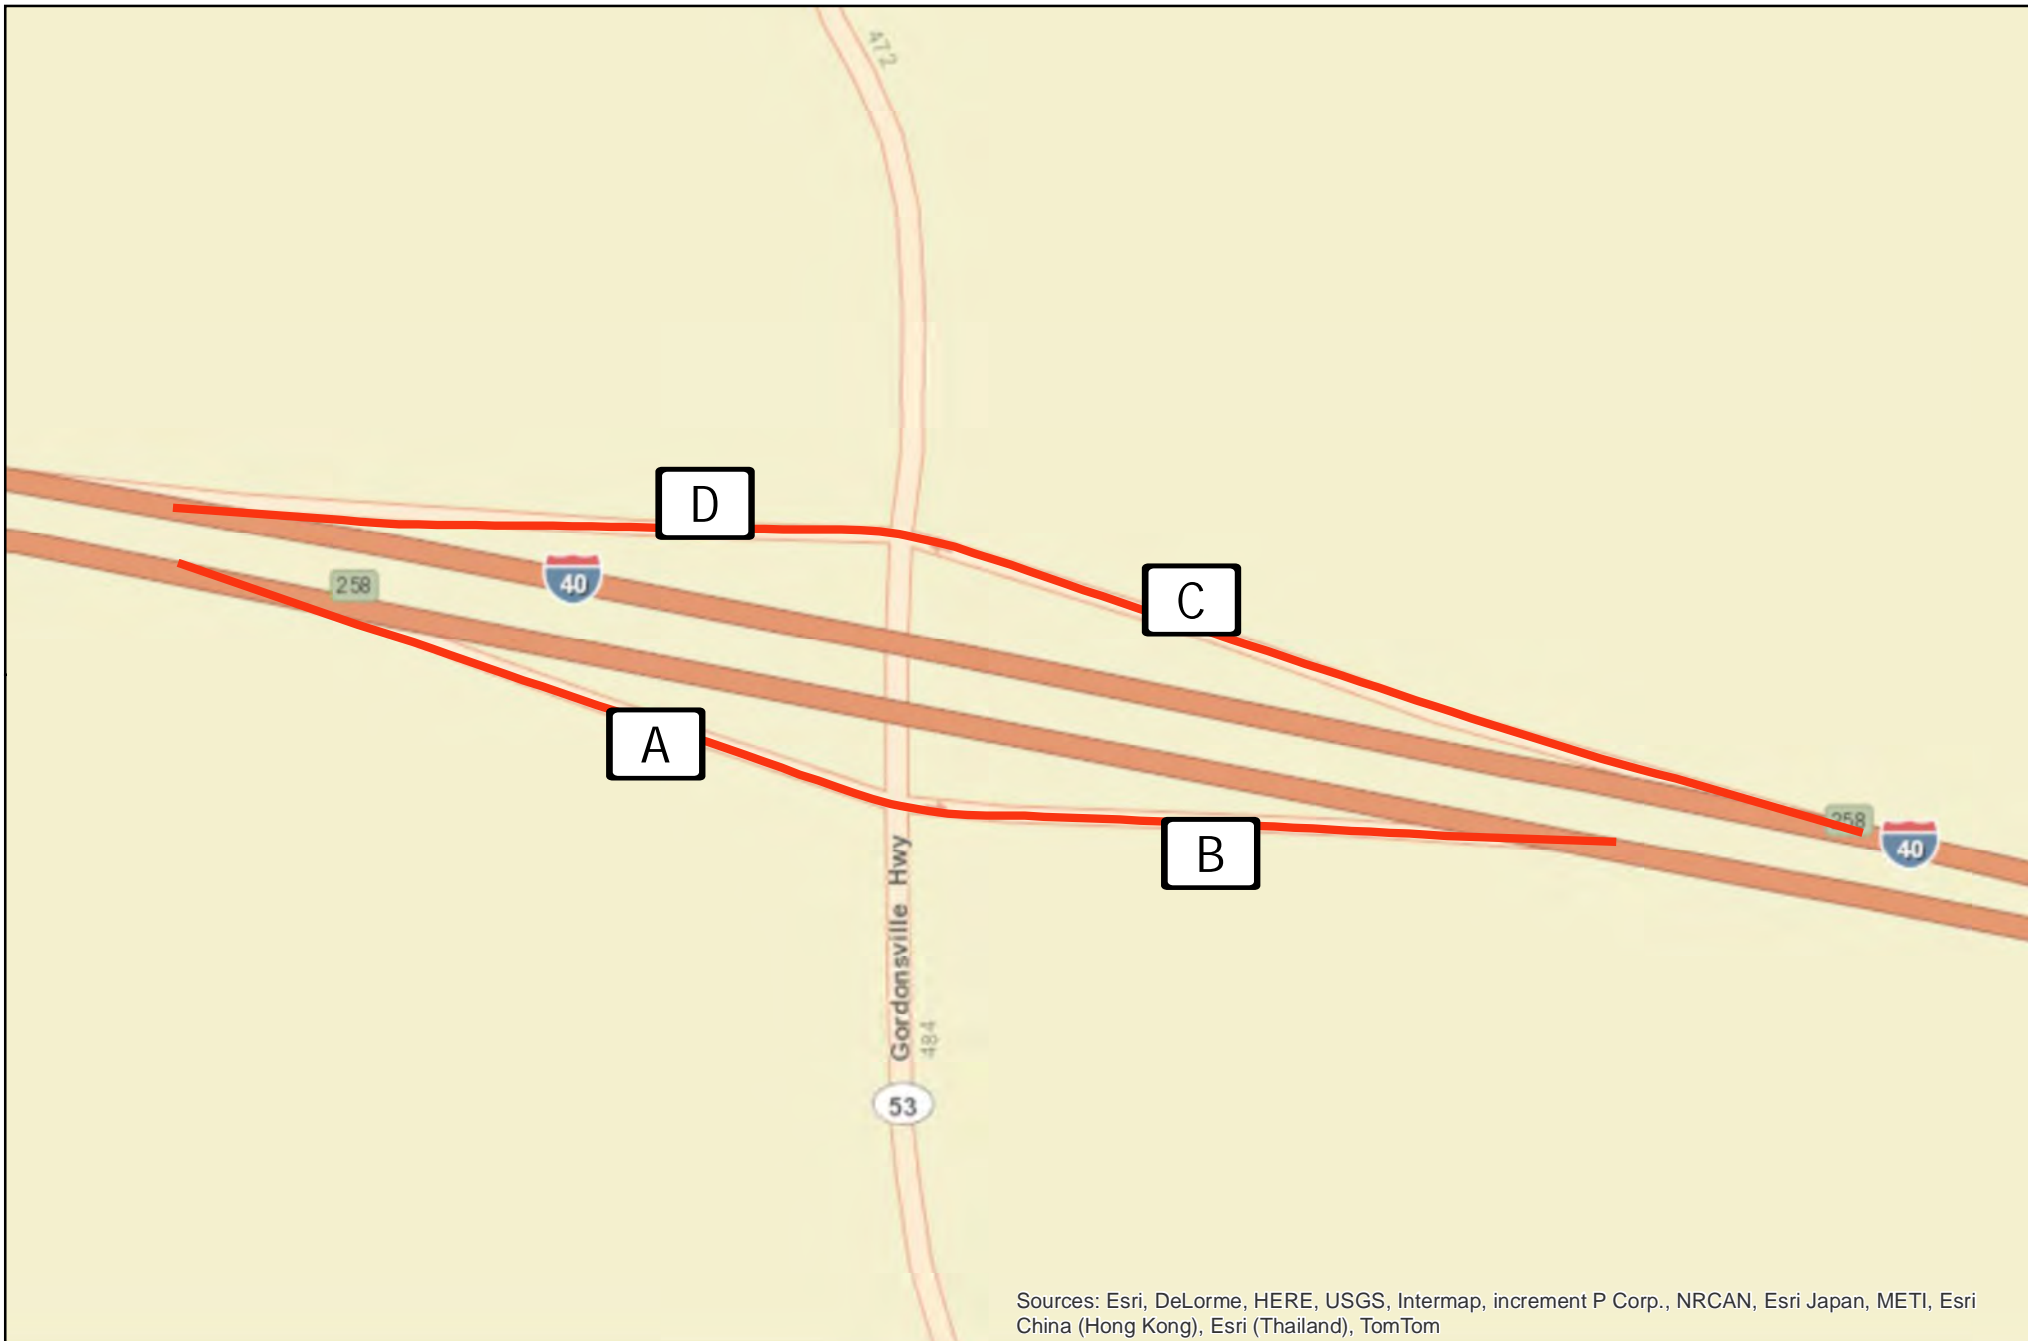 472
D
40
258
C
A
258
40
B
Gordonsville Hwy
484
53
Sources: Esri, DeLorme, HERE, USGS, Intermap, increment P Corp., NRCAN, Esri Japan, METI, Esri
China (Hong Kong), Esri (Thailand), TomTom